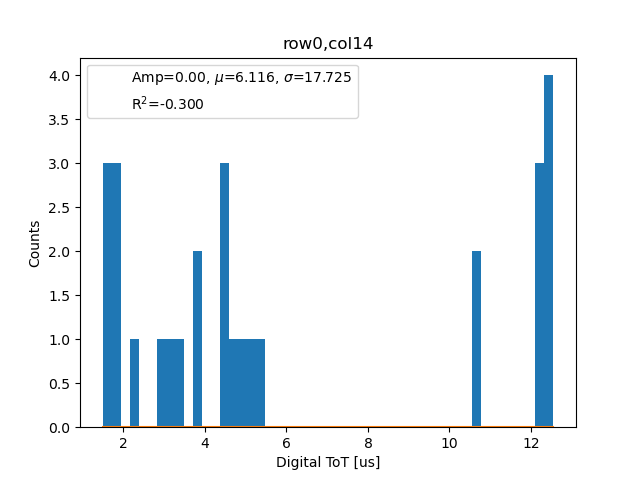 row0,col14
Amp=0.00, μ=6.116, σ=17.725
R²=-0.300
4.0
3.5
3.0
2.5
2.0
1.5
1.0
0.5
0.0
Counts
2 4 6 8 10 12
Digital ToT [us]